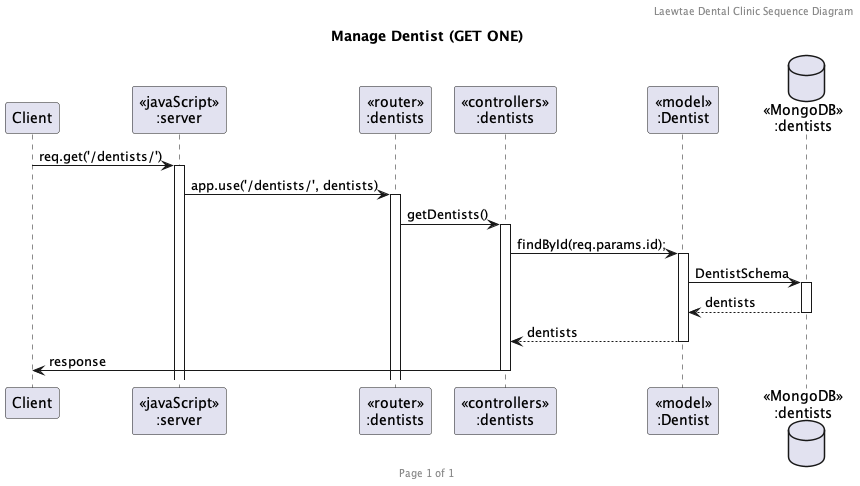 Laewtae Dental Clinic Sequence Diagram
Manage Dentist (GET ONE)
Client
«javaScript»
:server
«router»
:dentists
«controllers»
:dentists
«model»
:Dentist
«MongoDB»
:dentists
req.get('/dentists/')
app.use('/dentists/', dentists)
getDentists()
findById(req.params.id);
DentistSchema
dentists
dentists
response
Client
«javaScript»
:server
«router»
:dentists
«controllers»
:dentists
«model»
:Dentist
«MongoDB»
:dentists
Page 1 of 1